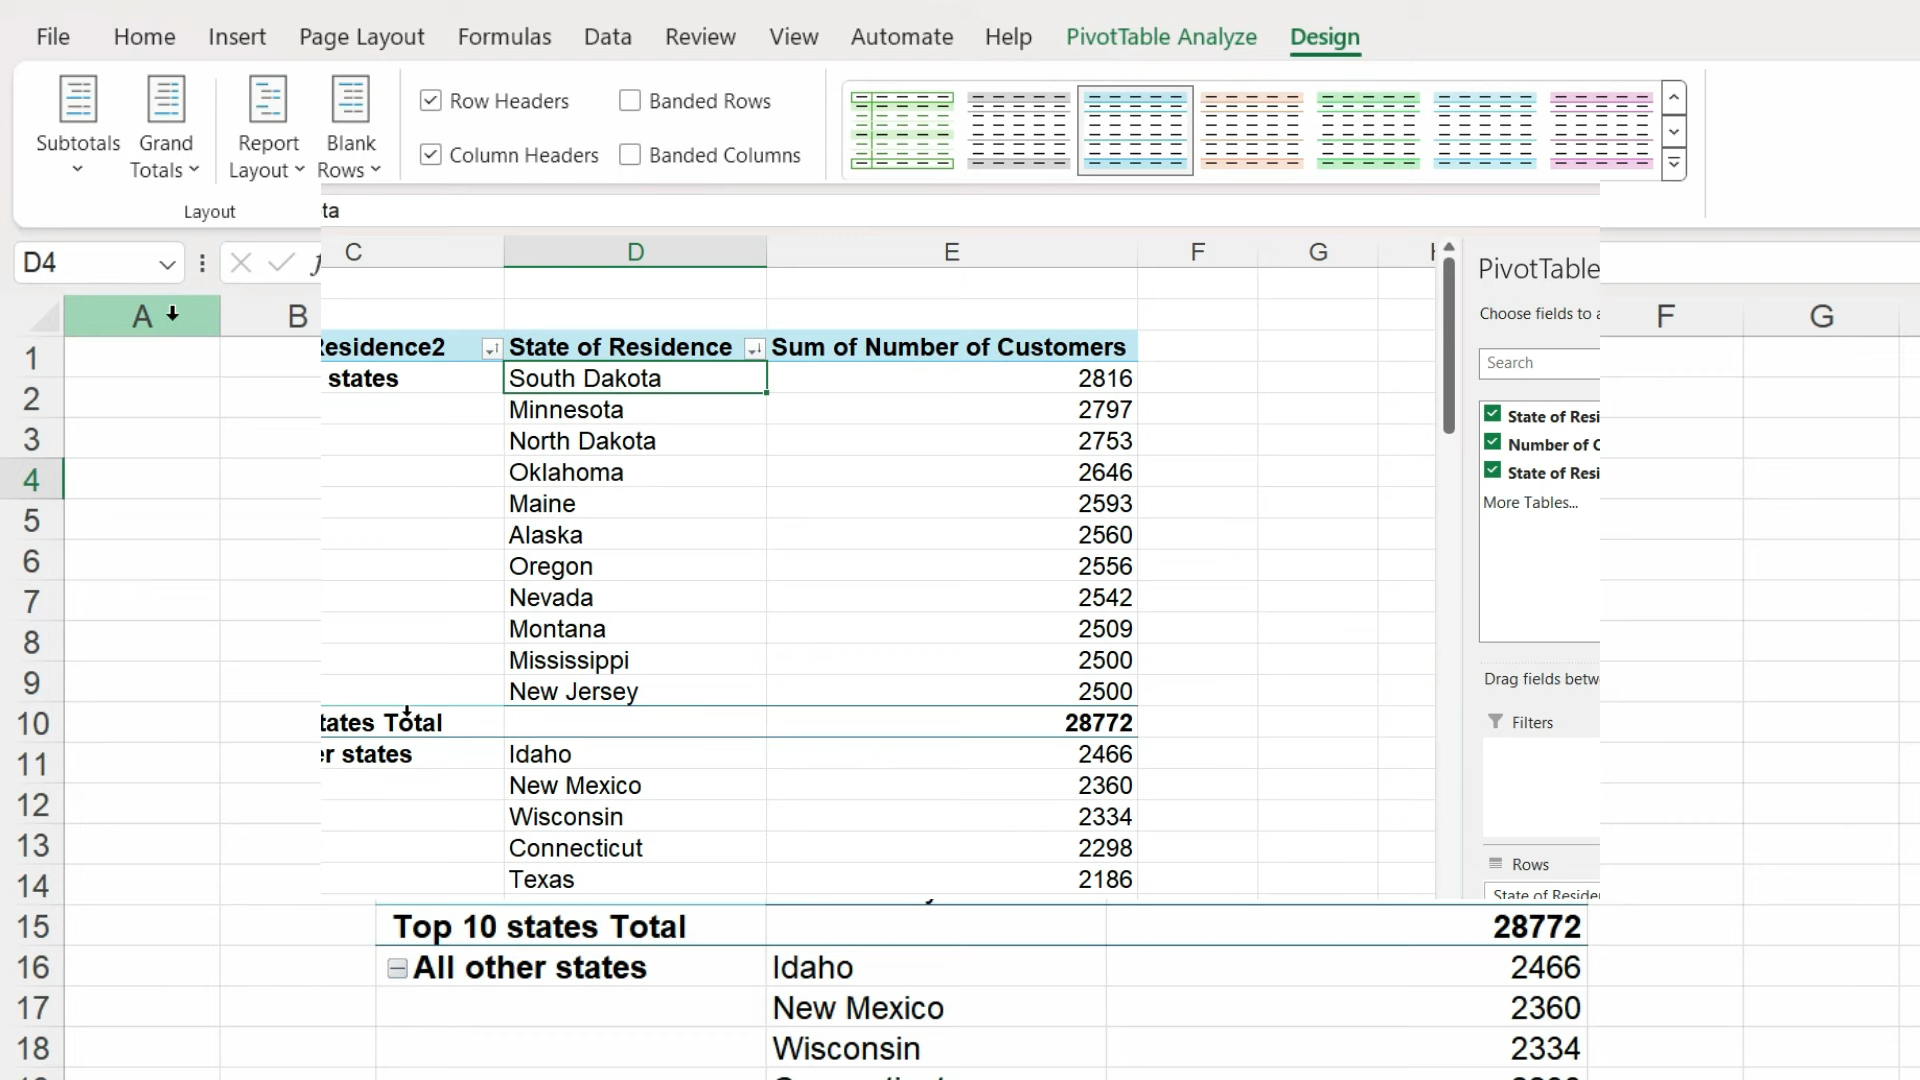 File Home Insert Page Layout Formulas Data Review View Automate Help PivotTable Analyze Design
Subtotals Grand Totals Report Layout Blank Rows
Row Headers Banded Rows
Column Headers Banded Columns
Layout
ta
D4
A B C D E F G
PivotTable
Choose fields to a
Search
State of Resi
Number of C
State of Resi
More Tables...
Drag fields betw
Filters
Rows
State of Reside
F G
Residence2 State of Residence Sum of Number of Customers
states South Dakota 2816
Minnesota 2797
North Dakota 2753
Oklahoma 2646
Maine 2593
Alaska 2560
Oregon 2556
Nevada 2542
Montana 2509
Mississippi 2500
New Jersey 2500
tates Total 28772
er states Idaho 2466
New Mexico 2360
Wisconsin 2334
Connecticut 2298
Texas 2186
1
2
3
4
5
6
7
8
9
10
11
12
13
14
15 Top 10 states Total 28772
16 All other states Idaho 2466
17 New Mexico 2360
18 Wisconsin 2334